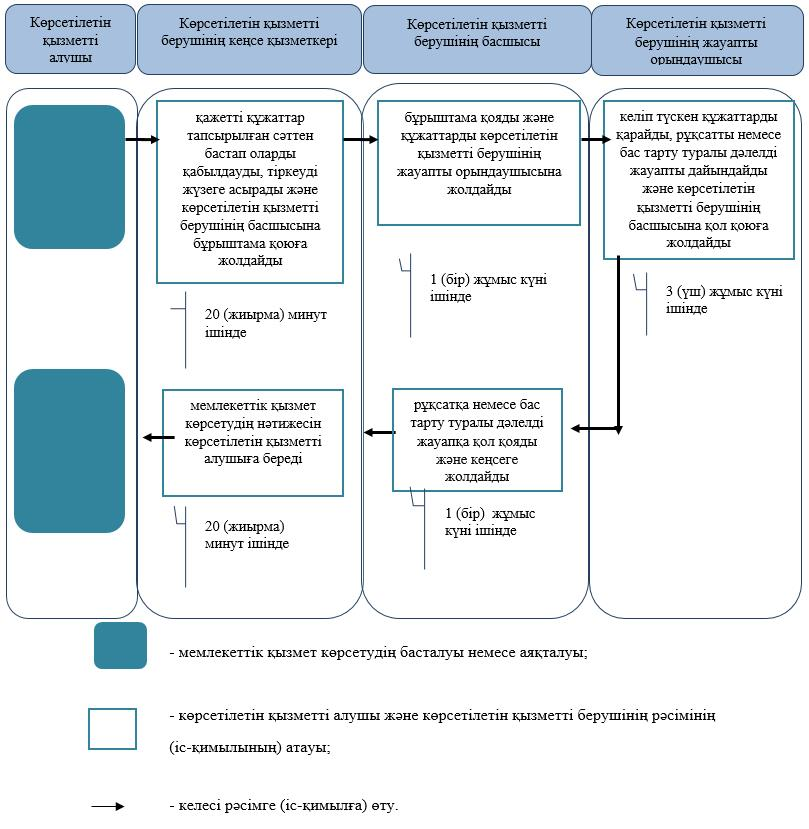 Көрсетілетін
қызметті
алушы
Көрсетілетін қызметті
берушінің кеңсе қызметкері
Көрсетілетін қызметті
берушінің басшысы
Көрсетілетін қызметті
берушінің жауапты
орындаушысы
қажетті құжаттар
тапсырылған сәттен
бастап оларды
қабылдауды, тіркеуді
жүзеге асырады және
көрсетілетін қызметті
берушінің басшысына
бұрыштама қоюға
жолдайды
бұрыштама қояды және
құжаттарды көрсетілетін
қызметті берушінің
жауапты орындаушысына
жолдайды
келіп түскен құжаттарды
қарайды, рұқсатты немесе
бас тарту туралы дәлелді
жауапты дайындайды
және көрсетілетін
қызметті берушінің
басшысына қол қоюға
жолдайды
20 (жиырма) минут
ішінде
1 (бір) жұмыс күні
ішінде
3 (үш) жұмыс күні
ішінде
мемлекеттік қызмет
көрсетудің нәтижесін
көрсетілетін қызметті
алушыға береді
рұқсатқа немесе бас
тарту туралы дәлелді
жауапқа қол қояды
және кеңсеге
жолдайды
20 (жиырма)
минут ішінде
1 (бір) жұмыс
күні ішінде
- мемлекеттік қызмет көрсетудің басталуы немесе аяқталуы;
- көрсетілетін қызметті алушы және көрсетілетін қызметті берушінің рәсімінің
(іс-қимылының) атауы;
- келесі рәсімге (іс-қимылға) өту.